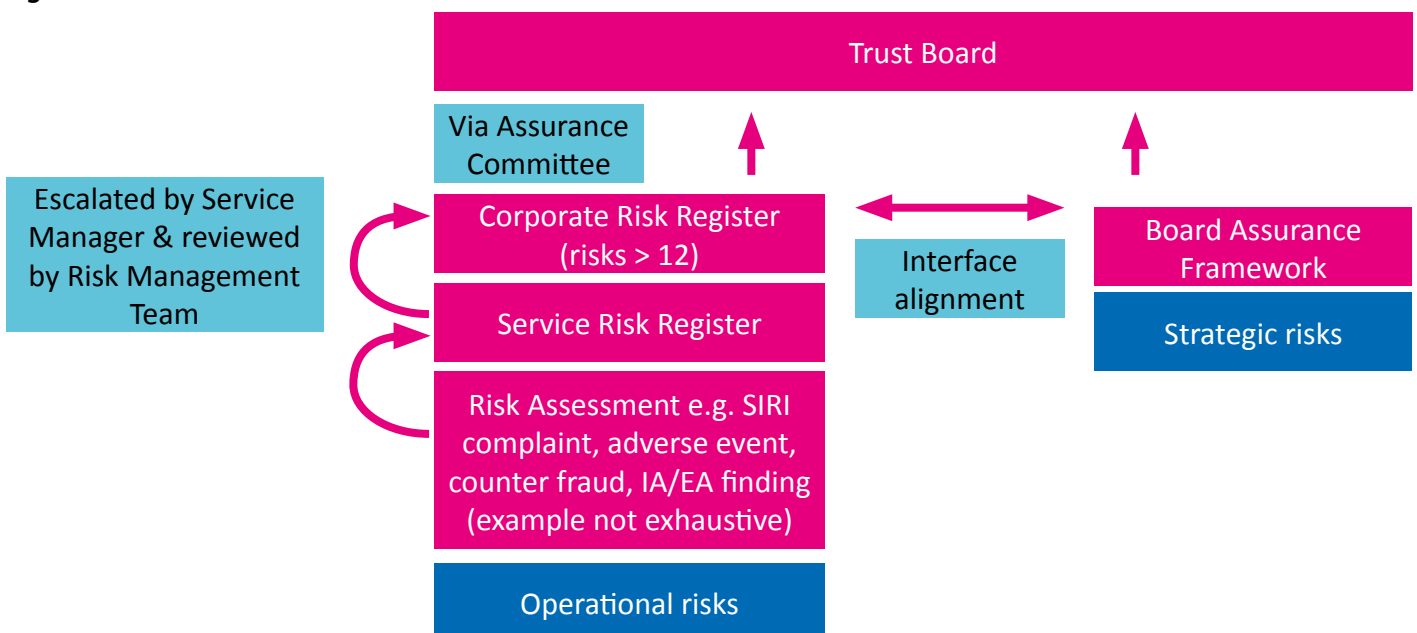 Trust Board
Via Assurance
Committee
Escalated by Service
Manager & reviewed
by Risk Management
Team
Corporate Risk Register
(risks > 12)
Interface
alignment
Board Assurance
Framework
Service Risk Register
Strategic risks
Risk Assessment e.g. SIRI
complaint, adverse event,
counter fraud, IA/EA finding
(example not exhaustive)
Operational risks